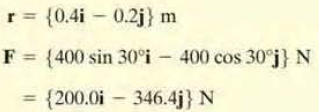 r = {0.4i − 0.2j} m
F = {400 sin 30°i − 400 cos 30°j} N
= {200.0i − 346.4j} N